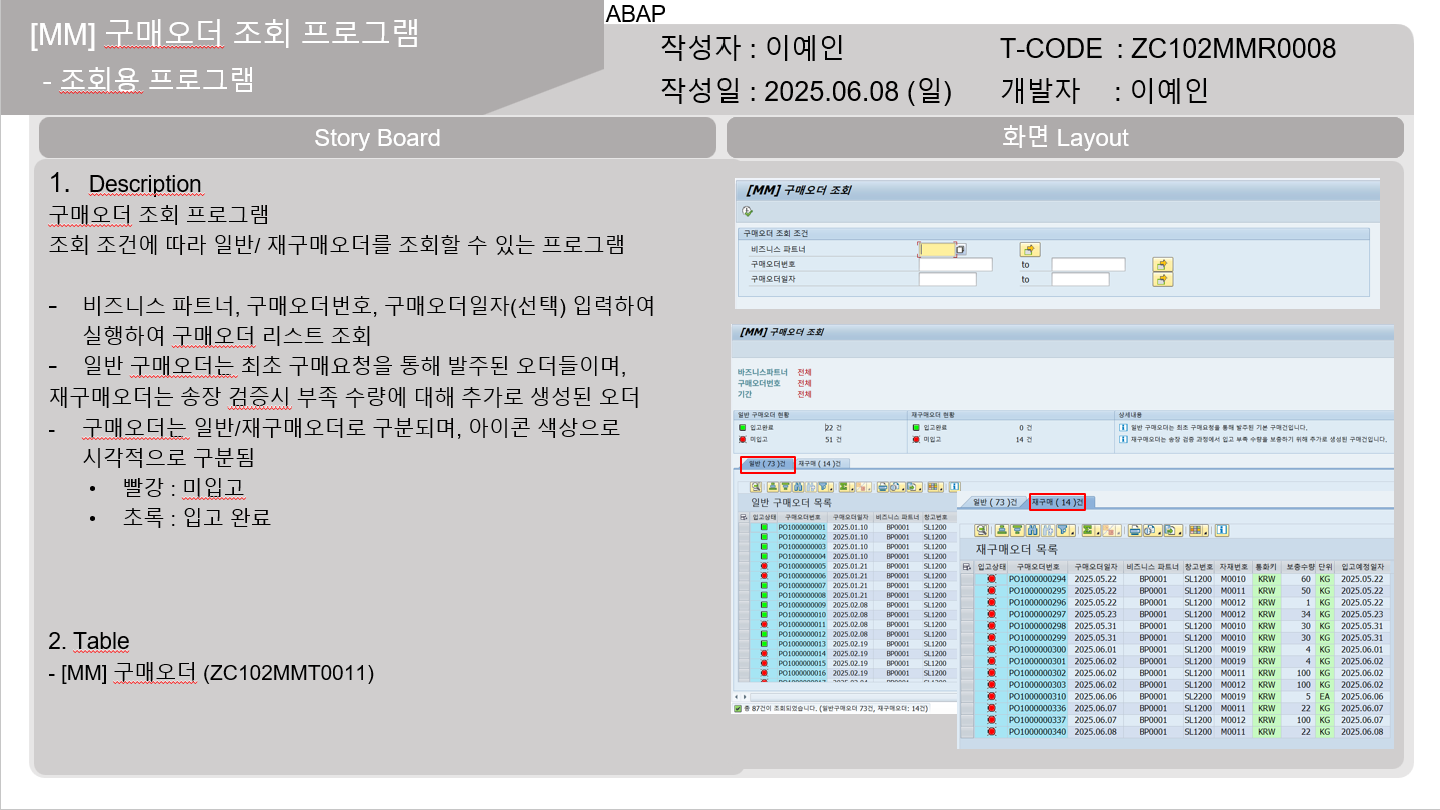 ABAP
[MM] 구매오더 조회 프로그램
- 조회용 프로그램
작성자 : 이예인
T-CODE : ZC102MMR0008
작성일 : 2025.06.08 (일)
개발자 : 이예인
Story Board
1. Description
구매오더 조회 프로그램
조회 조건에 따라 일반/ 재구매오더를 조회할 수 있는 프로그램
- 비즈니스 파트너, 구매오더번호, 구매오더일자(선택) 입력하여
실행하여 구매오더 리스트 조회
- 일반 구매오더는 최초 구매요청을 통해 발주된 오더들이며,
재구매오더는 송장 검증시 부족 수량에 대해 추가로 생성된 오더
- 구매오더는 일반/재구매오더로 구분되며, 아이콘 색상으로
시각적으로 구분됨
• 빨강 : 미입고
• 초록 : 입고 완료
2. Table
- [MM] 구매오더 (ZC102MMT0011)
화면 Layout
[MM] 구매오더 조회
구매오더 조회 조건
비즈니스 파트너
구매오더번호 to
구매오더일자 to
[MM] 구매오더 조회
바즈니스파트너 전체
구매오더번호 전체
기간 전체
일반 구매오더 현황
입고완료 22 건
미입고 51 건
재구매오더 현황
입고완료 0 건
미입고 14 건
상세내용
일반 구매오더는 최초 구매요청을 통해 발주된 기본 구매건입니다.
재구매오더는 송장 검증 과정에서 입고 부족 수량을 보충하기 위해 추가로 생성된 구매건입니다.
일반 ( 73 )건 재구매 ( 14 )건
일반 구매오더 목록
입고상태 구매오더번호 구매오더일자 비즈니스 파트너 창고번호
PO1000000001 2025.01.10 BP0001 SL1200
PO1000000002 2025.01.10 BP0001 SL1200
PO1000000003 2025.01.10 BP0001 SL1200
PO1000000004 2025.01.10 BP0001 SL1200
PO1000000005 2025.01.21 BP0001 SL1200
PO1000000006 2025.01.21 BP0001 SL1200
PO1000000007 2025.01.21 BP0001 SL1200
PO1000000008 2025.01.21 BP0001 SL1200
PO1000000009 2025.02.08 BP0001 SL1200
PO1000000010 2025.02.08 BP0001 SL1200
PO1000000011 2025.02.08 BP0001 SL1200
PO1000000012 2025.02.08 BP0001 SL1200
PO1000000013 2025.02.19 BP0001 SL1200
PO1000000014 2025.02.19 BP0001 SL1200
PO1000000015 2025.02.19 BP0001 SL1200
PO1000000016 2025.02.19 BP0001 SL1200
총 87건이 조회되었습니다. (일반구매오더 73건, 재구매오더: 14건)
일반 ( 73 )건 재구매 ( 14 )건
재구매오더 목록
입고상태 구매오더번호 구매오더일자 비즈니스 파트너 창고번호 자재번호 통화키 보충수량 단위 입고예정일자
PO1000000294 2025.05.22 BP0001 SL1200 M0010 KRW 60 KG 2025.05.22
PO1000000295 2025.05.22 BP0001 SL1200 M0011 KRW 50 KG 2025.05.22
PO1000000296 2025.05.22 BP0001 SL1200 M0012 KRW 1 KG 2025.05.22
PO1000000297 2025.05.23 BP0001 SL1200 M0012 KRW 34 KG 2025.05.23
PO1000000298 2025.05.31 BP0001 SL1200 M0010 KRW 30 KG 2025.05.31
PO1000000299 2025.05.31 BP0001 SL1200 M0010 KRW 30 KG 2025.05.31
PO1000000300 2025.06.01 BP0001 SL1200 M0019 KRW 4 KG 2025.06.01
PO1000000301 2025.06.02 BP0001 SL1200 M0019 KRW 4 KG 2025.06.02
PO1000000302 2025.06.02 BP0001 SL1200 M0011 KRW 100 KG 2025.06.02
PO1000000303 2025.06.02 BP0001 SL1200 M0012 KRW 100 KG 2025.06.02
PO1000000310 2025.06.06 BP0001 SL2200 M2019 KRW 5 EA 2025.06.06
PO1000000336 2025.06.07 BP0001 SL1200 M0011 KRW 22 KG 2025.06.07
PO1000000337 2025.06.07 BP0001 SL1200 M0012 KRW 100 KG 2025.06.07
PO1000000340 2025.06.08 BP0001 SL1200 M0011 KRW 22 KG 2025.06.08